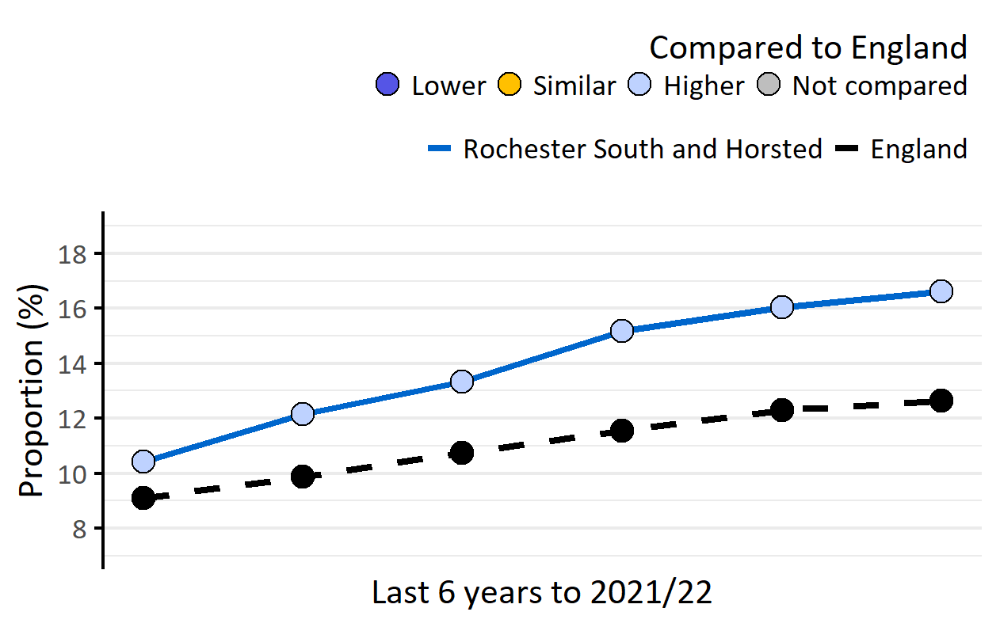 Compared to England
Lower Similar Higher Not compared
Rochester South and Horsted England
Proportion (%)
18
16
14
12
10
8
Last 6 years to 2021/22